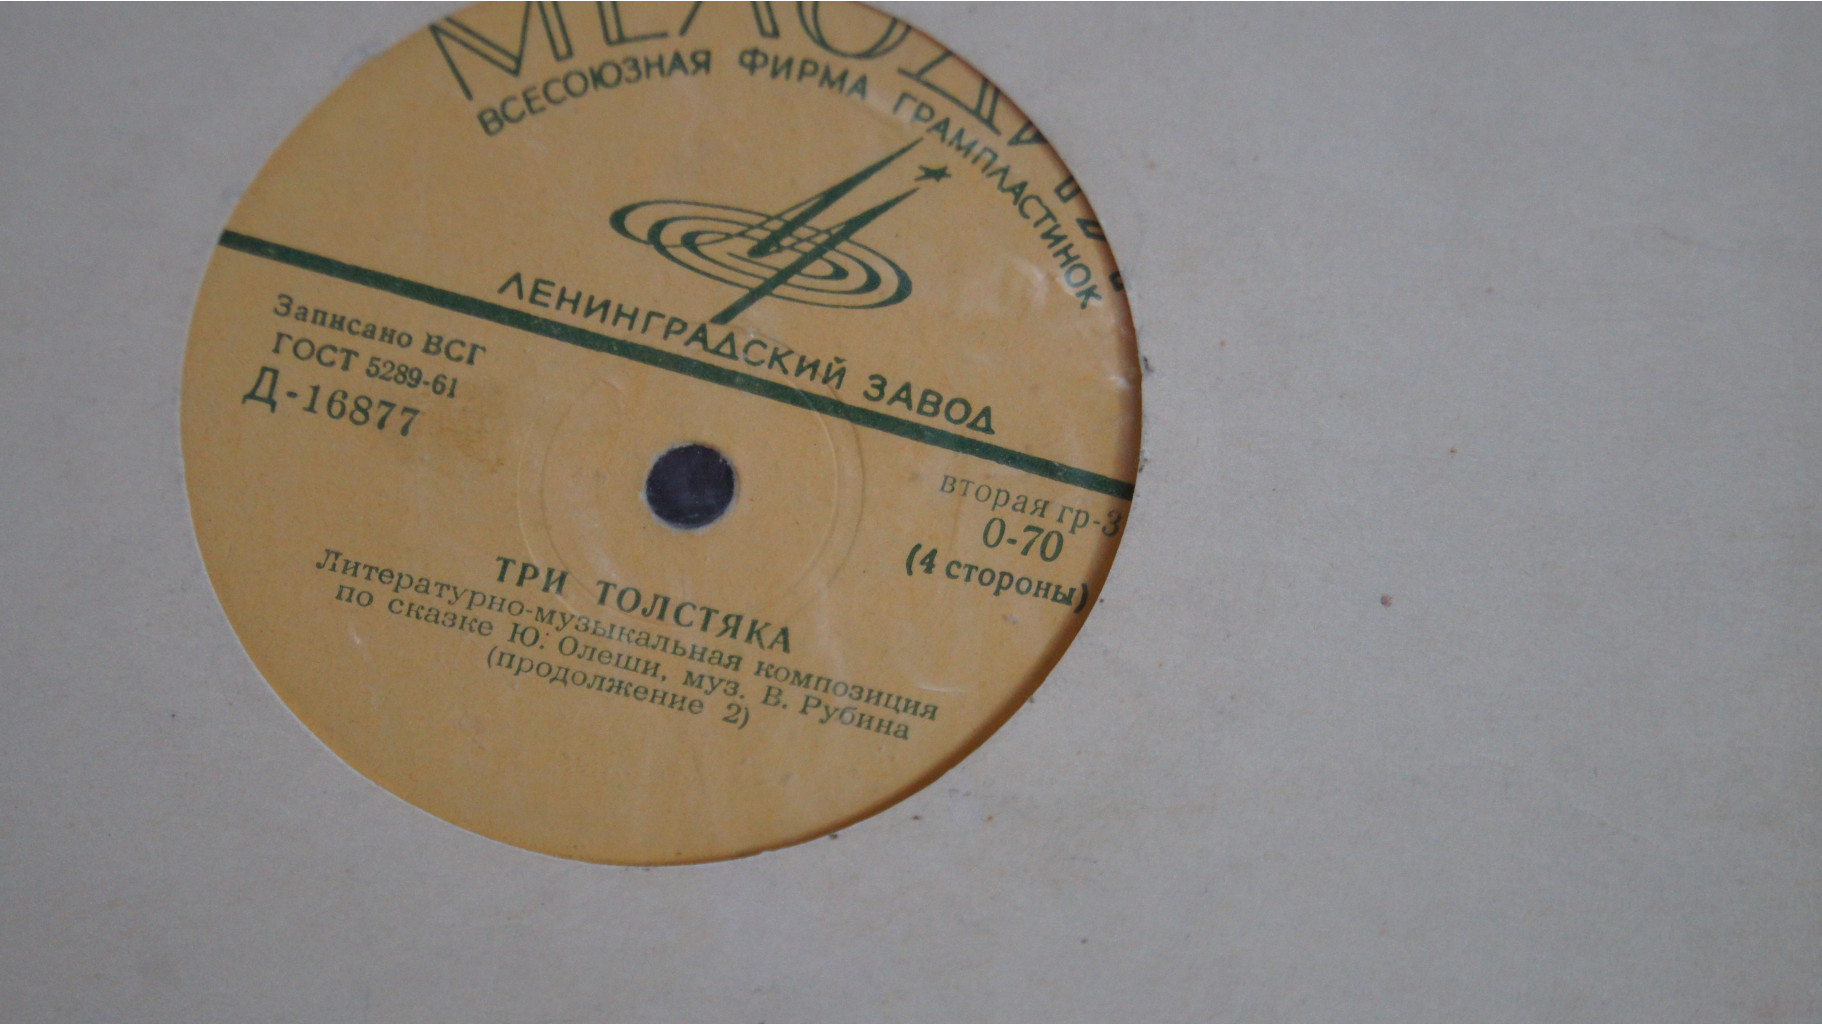 МЕЛОДИЯ
ВСЕСОЮЗНАЯ ФИРМА ГРАМПЛАСТИНОК
ЛЕНИНГРАДСКИЙ ЗАВОД
Записано ВСГ
ГОСТ 5289-61
Д-16877
вторая гр-3
0-70
(4 стороны)
ТРИ ТОЛСТЯКА
Литературно-музыкальная композиция
по сказке Ю. Олеши, муз. В. Рубина
(продолжение 2)